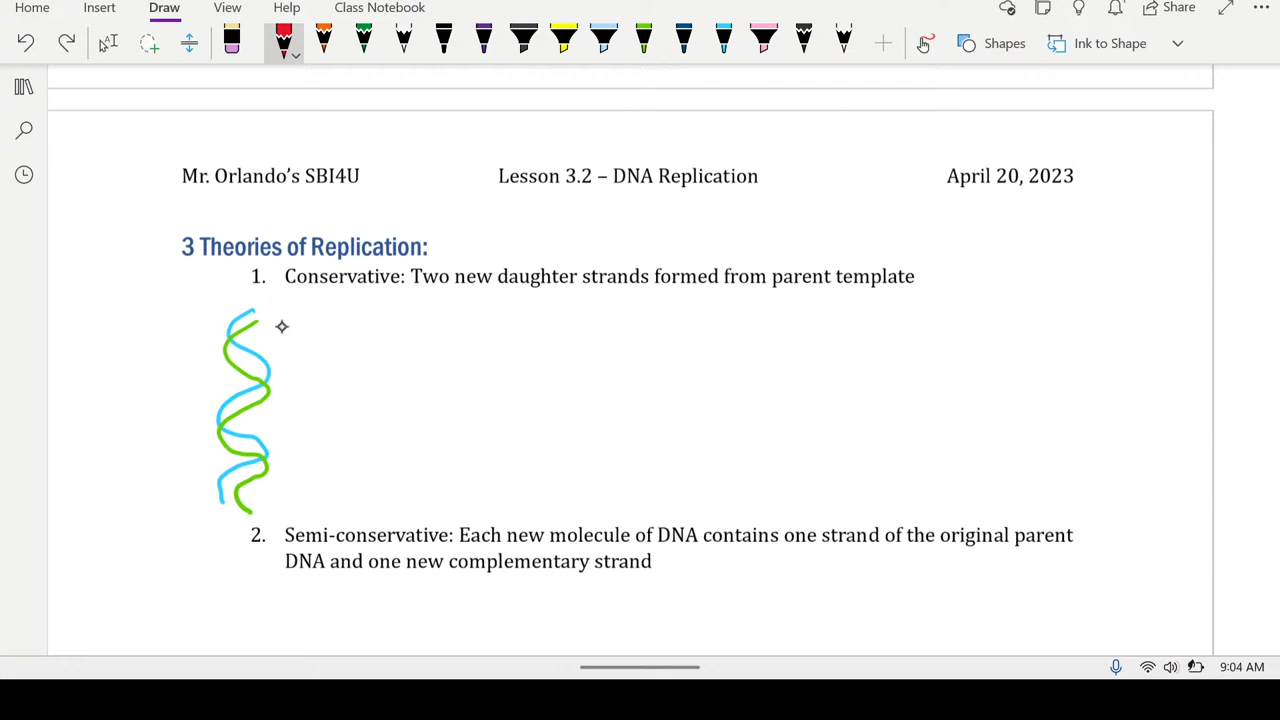 Home Insert Draw View Help Class Notebook
Share
Shapes Ink to Shape
Mr. Orlando’s SBI4U Lesson 3.2 – DNA Replication April 20, 2023
3 Theories of Replication:
1. Conservative: Two new daughter strands formed from parent template
2. Semi-conservative: Each new molecule of DNA contains one strand of the original parent
DNA and one new complementary strand
9:04 AM